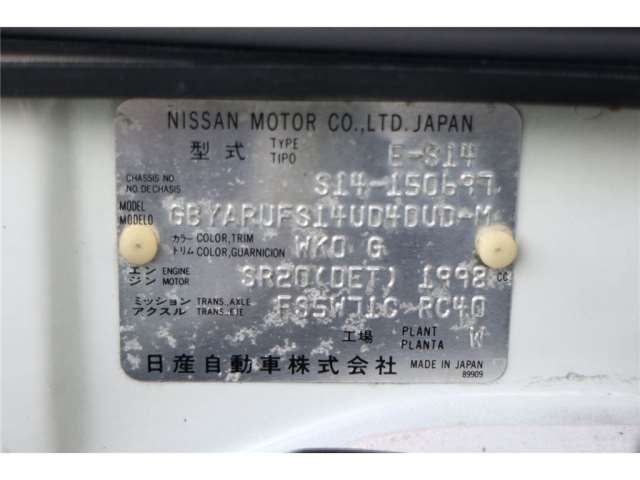 NISSAN MOTOR CO.,LTD. JAPAN
型式 TYPE TIPO E-S14
CHASSIS NO. NO DE CHASIS S14-150697
MODEL MODELO GBYARUFS14UD4DUD-M
カラー COLOR,TRIM トリム COLOR,GUARNICION WK0 G
エンジン ENGINE MOTOR SR20(DET) 1998 CC
ミッション TRANS.,AXLE アクスル TRANS.,EJE FS5W71C-RC40
工場 PLANT PLANTA W
日産自動車株式会社 MADE IN JAPAN
89909